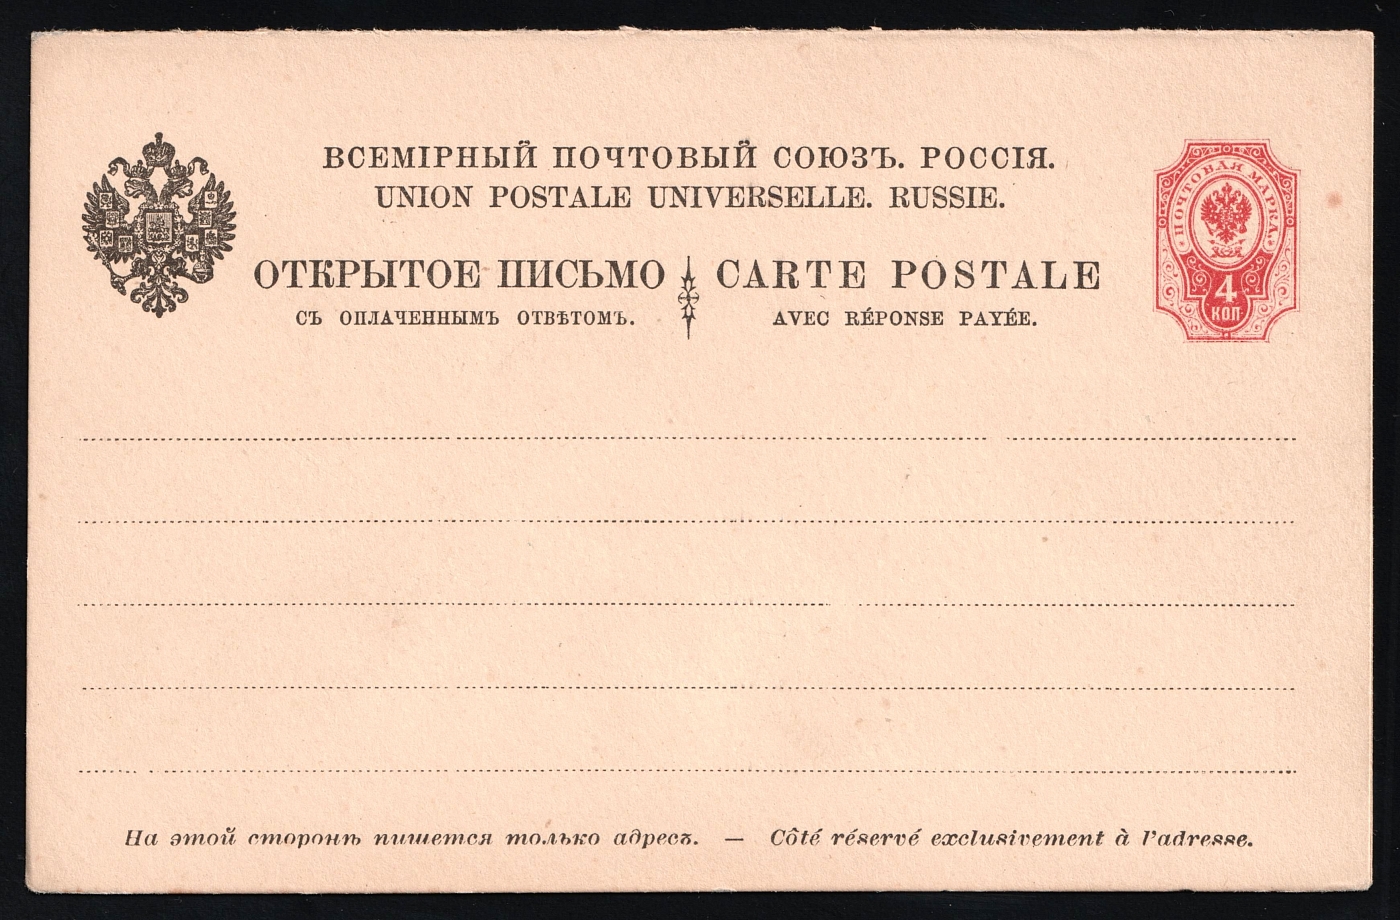 ВСЕМІРНЫЙ ПОЧТОВЫЙ СОЮЗЪ. РОССІЯ.
UNION POSTALE UNIVERSELLE. RUSSIE.
ОТКРЫТОЕ ПИСЬМО
СЪ ОПЛАЧЕННЫМЪ ОТВѢТОМЪ.
CARTE POSTALE
AVEC RÉPONSE PAYÉE.
ПОЧТОВАЯ МАРКА.
4
КОП
На этой сторонѣ пишется только адресъ. — Côté réservé exclusivement à l'adresse.